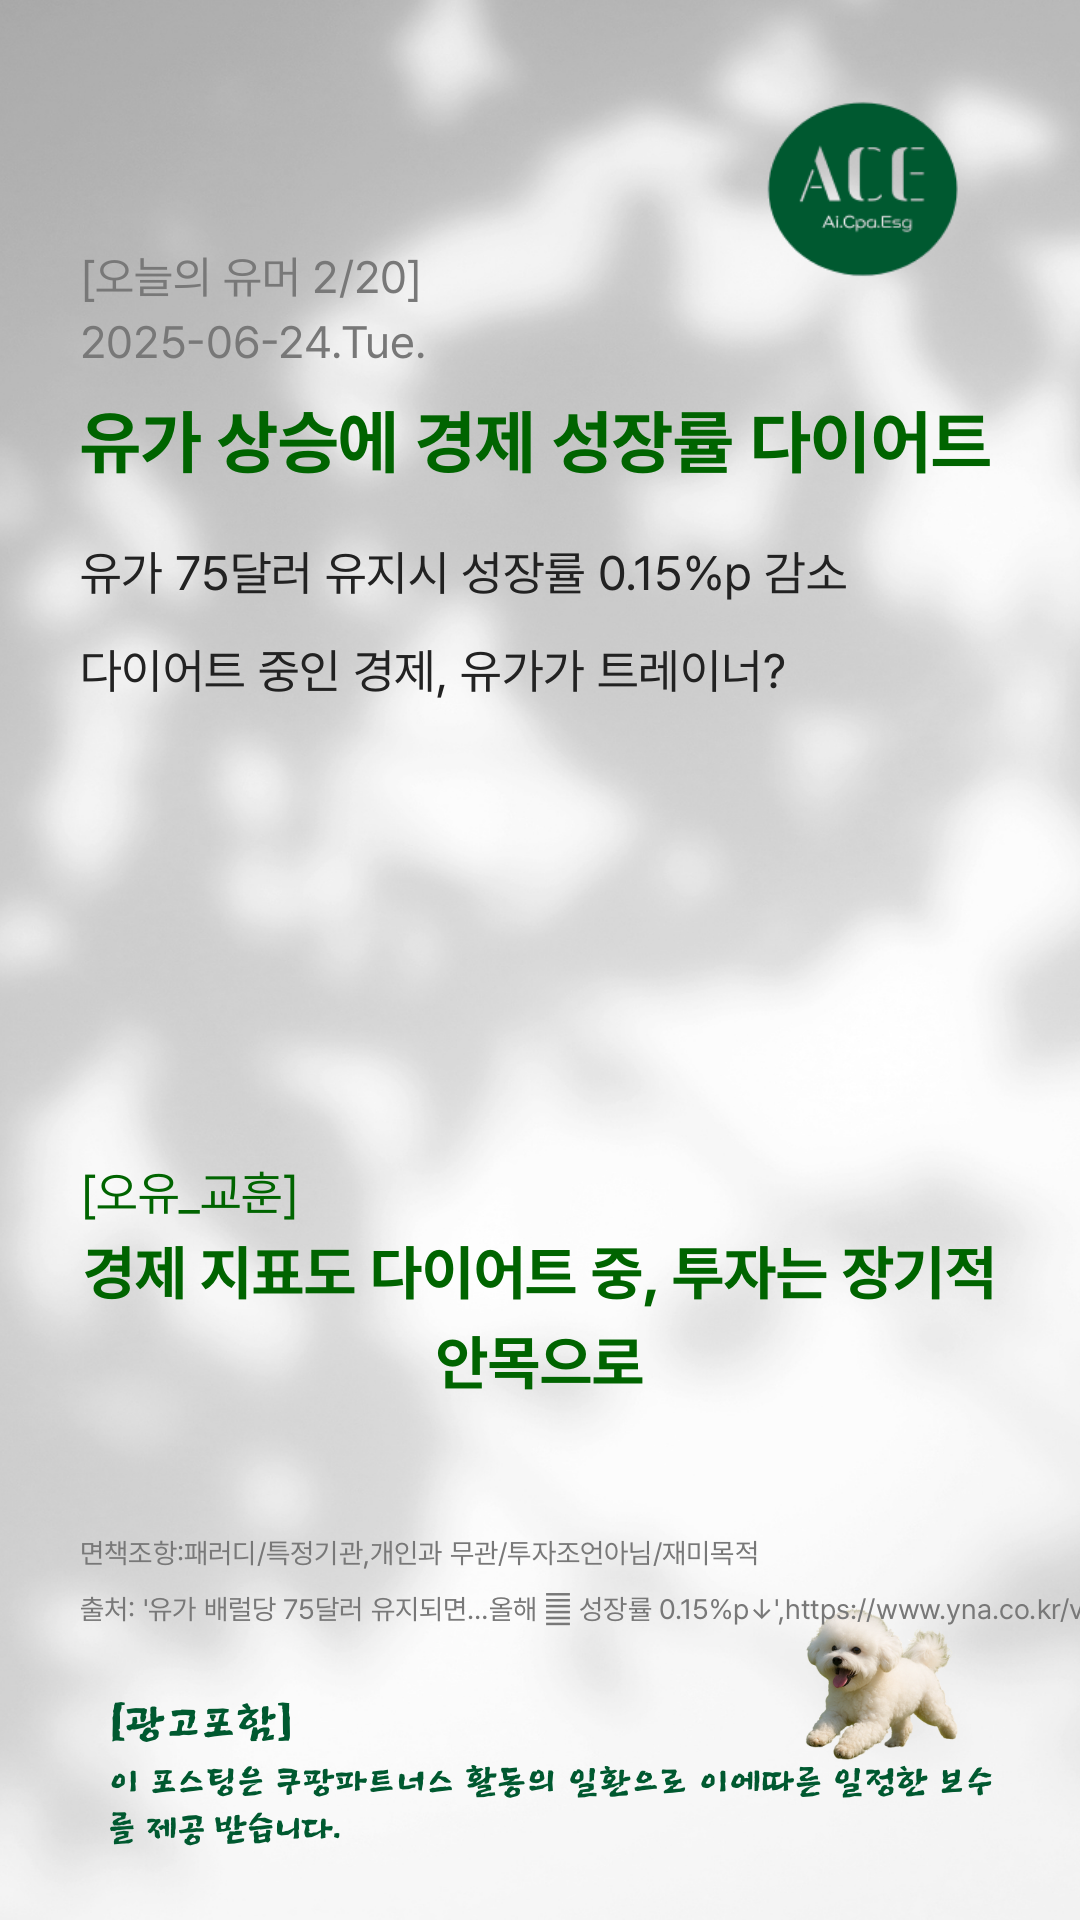 ACE
Ai.Cpa.Esg
[오늘의 유머 2/20]
2025-06-24.Tue.
유가 상승에 경제 성장률 다이어트
유가 75달러 유지시 성장률 0.15%p 감소
다이어트 중인 경제, 유가가 트레이너?
[오유_교훈]
경제 지표도 다이어트 중, 투자는 장기적
안목으로
면책조항:패러디/특정기관,개인과 무관/투자조언아님/재미목적
출처: '유가 배럴당 75달러 유지되면...올해 성장률 0.15%p↓',https://www.yna.co.kr/v
[광고포함]
이 포스팅은 쿠팡파트너스 활동의 일환으로 이에따른 일정한 보수
를 제공 받습니다.